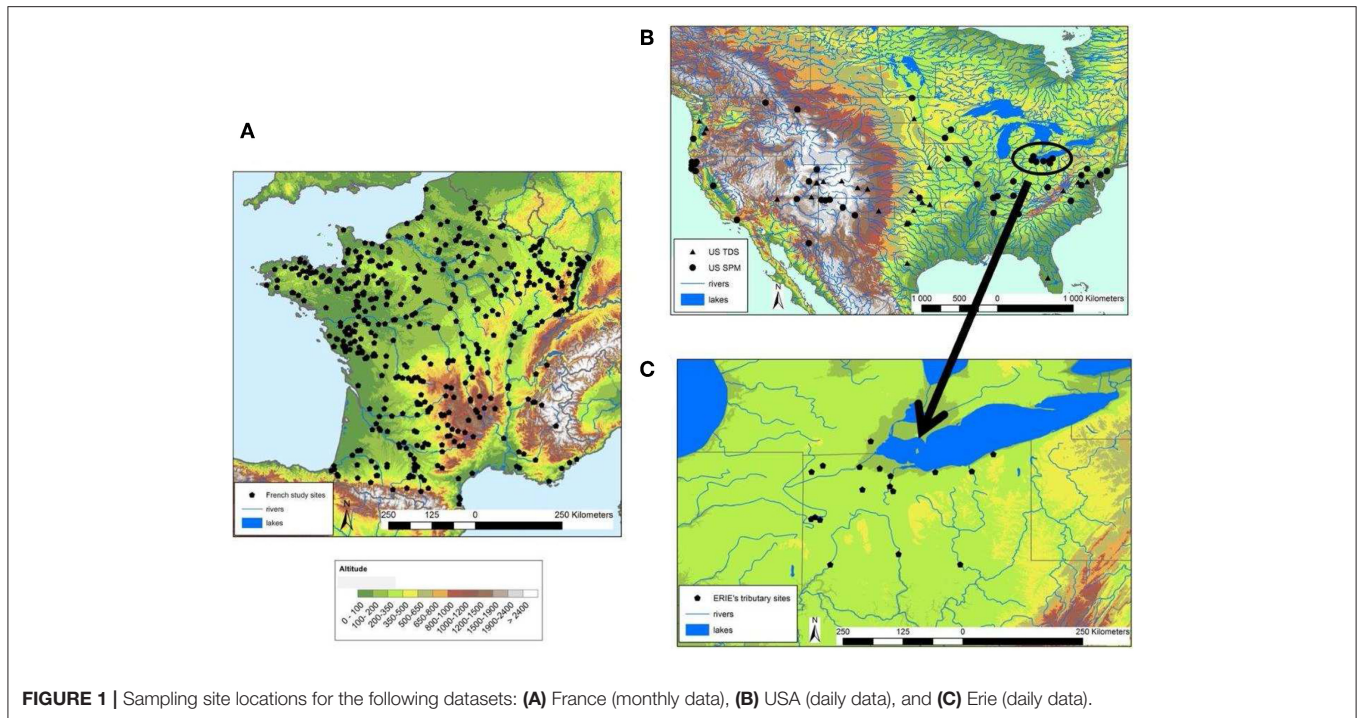 A
French study sites
rivers
lakes
N
250 125 0 250 Kilometers
Altitude
0 - 100
100- 200
200-350
350-500
500-650
650-800
800-1000
1000-1200
1200-1500
1500-1900
1900-2400
> 2400
B
US TDS
US SPM
rivers
lakes
N
1 000 500 0 1 000 Kilometers
C
ERIE's tributary sites
rivers
lakes
N
250 125 0 250 Kilometers
FIGURE 1 | Sampling site locations for the following datasets: (A) France (monthly data), (B) USA (daily data), and (C) Erie (daily data).